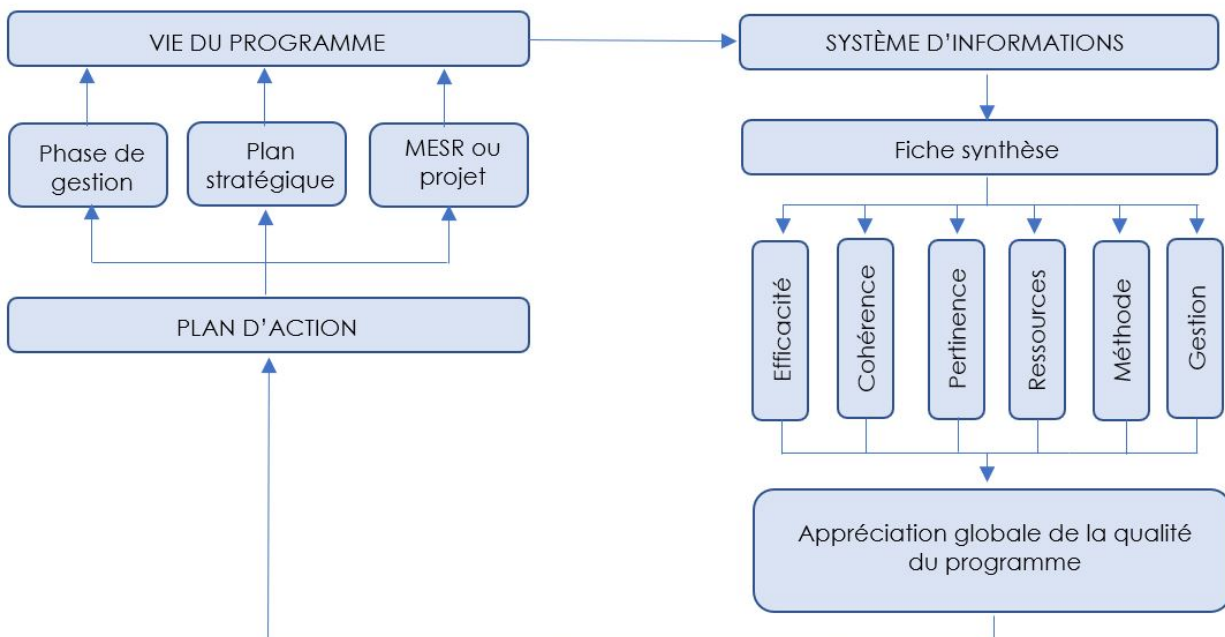 VIE DU PROGRAMME
SYSTÈME D'INFORMATIONS
Phase de
gestion
Plan
stratégique
MESR ou
projet
Fiche synthèse
PLAN D'ACTION
Efficacité
Cohérence
Pertinence
Ressources
Méthode
Gestion
Appréciation globale de la qualité
du programme